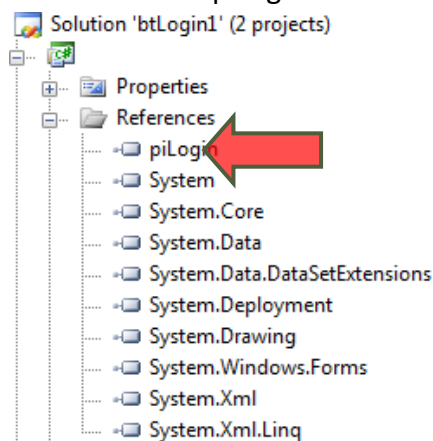 Solution 'btLogin1' (2 projects)
C#
Properties
References
piLogin
System
System.Core
System.Data
System.Data.DataSetExtensions
System.Deployment
System.Drawing
System.Windows.Forms
System.Xml
System.Xml.Linq